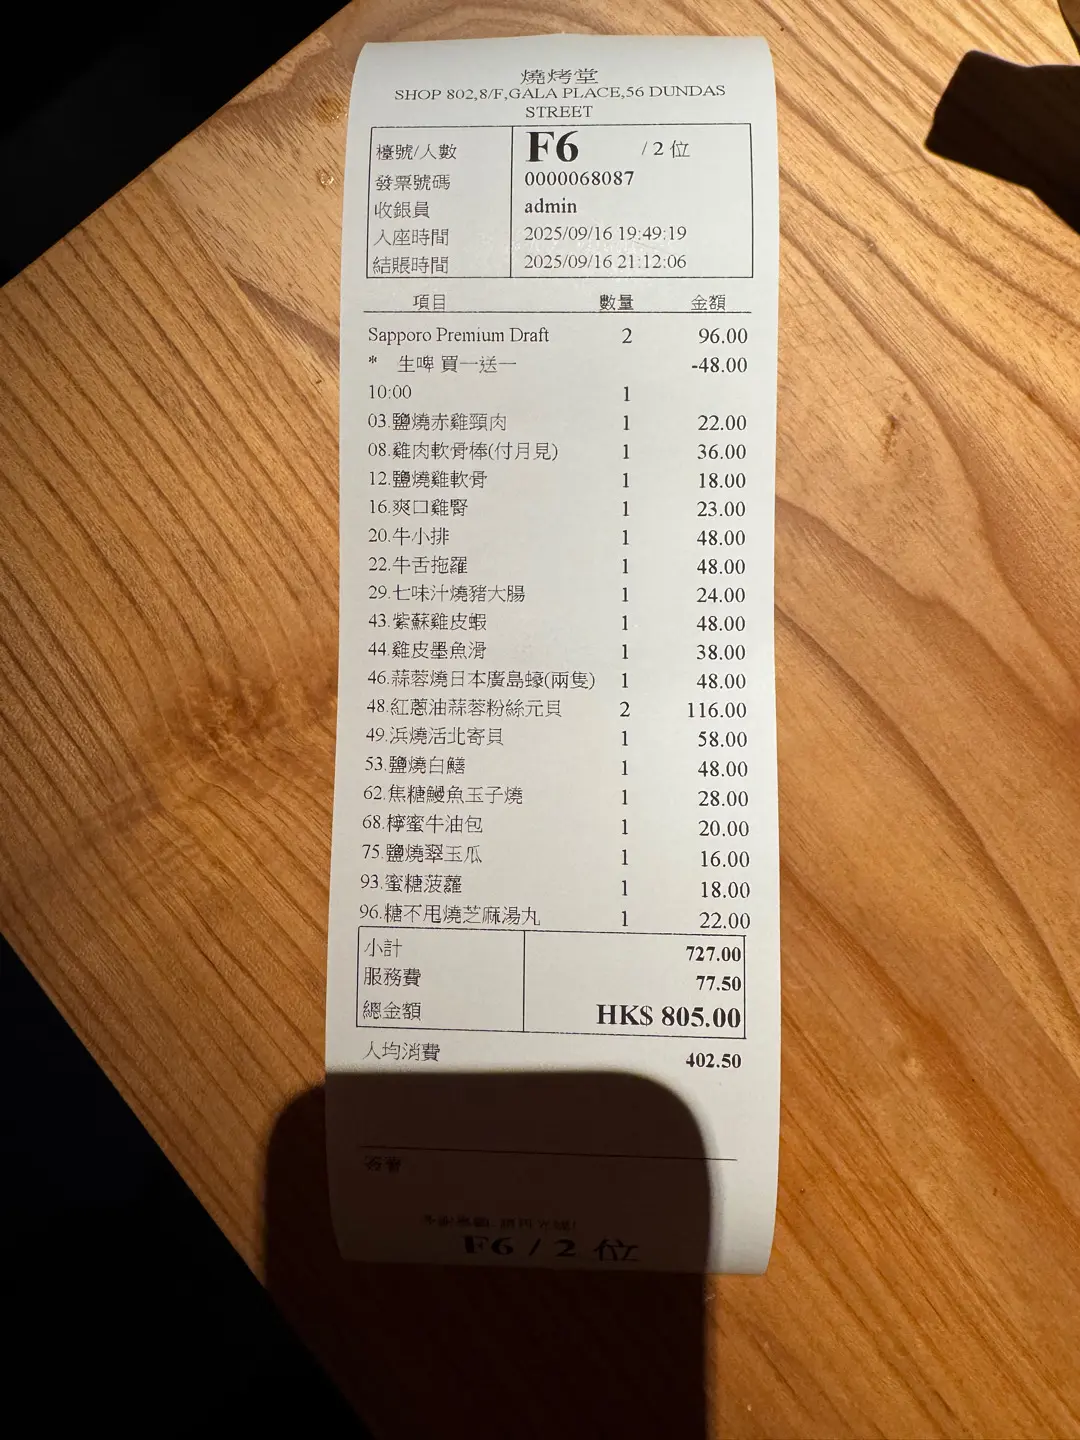 燒烤堂
SHOP 802,8/F,GALA PLACE,56 DUNDAS
STREET
檯號/人數 F6 / 2 位
發票號碼 0000068087
收銀員 admin
入座時間 2025/09/16 19:49:19
結賬時間 2025/09/16 21:12:06
項目 數量 金額
Sapporo Premium Draft 2 96.00
* 生啤 買一送一 -48.00
10:00 1
03.鹽燒赤雞頸肉 1 22.00
08.雞肉軟骨棒(付月見) 1 36.00
12.鹽燒雞軟骨 1 18.00
16.爽口雞腎 1 23.00
20.牛小排 1 48.00
22.牛舌拖羅 1 48.00
29.七味汁燒豬大腸 1 24.00
43.紫蘇雞皮蝦 1 48.00
44.雞皮墨魚滑 1 38.00
46.蒜蓉燒日本廣島蠔(兩隻) 1 48.00
48.紅蔥油蒜蓉粉絲元貝 2 116.00
49.浜燒活北寄貝 1 58.00
53.鹽燒白鱔 1 48.00
62.焦糖鰻魚玉子燒 1 28.00
68.檸蜜牛油包 1 20.00
75.鹽燒翠玉瓜 1 16.00
93.蜜糖菠蘿 1 18.00
96.糖不甩燒芝麻湯丸 1 22.00
小計 727.00
服務費 77.50
總金額 HK$ 805.00
人均消費 402.50
F6 / 2 位